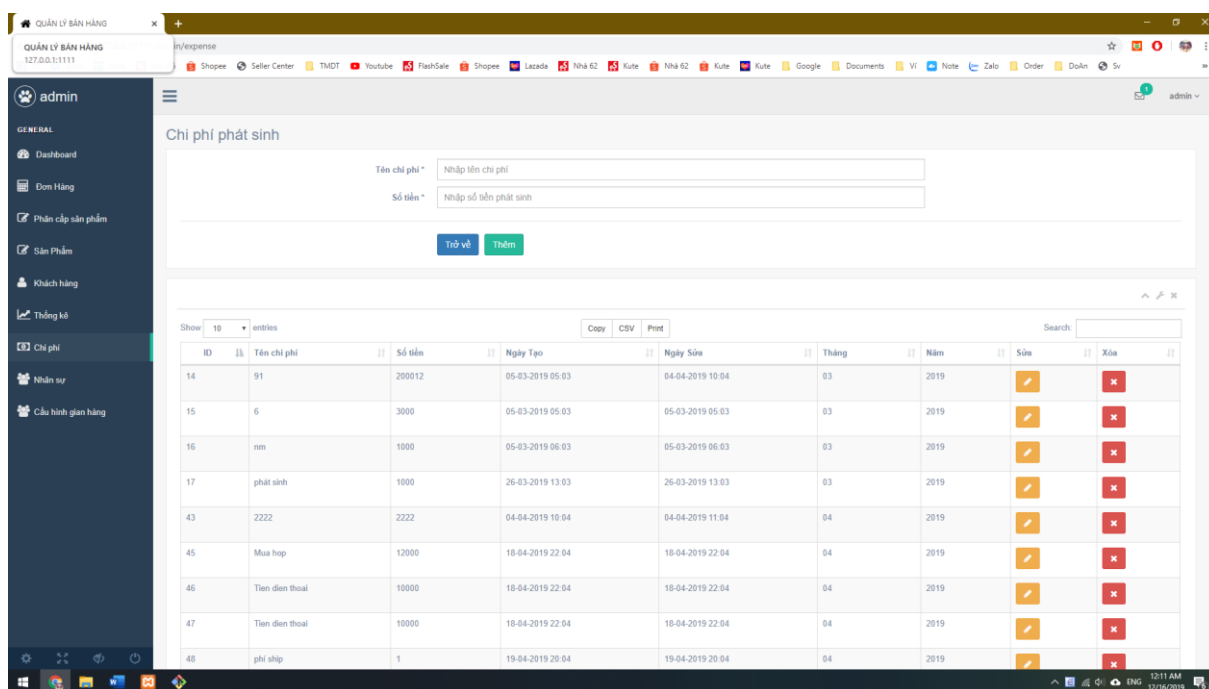 QUẢN LÝ BÁN HÀNG
QUẢN LÝ BÁN HÀNG
127.0.0.1:1111
in/expense
Shopee Seller Center TMDT Youtube FlashSale Shopee Lazada Nhà 62 Kute Nhà 62 Kute Kute Google Documents Ví Note Zalo Order DoAn Sv
admin
1
admin
GENERAL
Dashboard
Đơn Hàng
Phân cấp sản phẩm
Sản Phẩm
Khách hàng
Thống kê
Chi phí
Nhân sự
Cấu hình gian hàng
Chi phí phát sinh
Tên chi phí * Nhập tên chi phí
Số tiền * Nhập số tiền phát sinh
Trở về Thêm
Show 10 entries Copy CSV Print Search:
ID Tên chi phí Số tiền Ngày Tạo Ngày Sửa Tháng Năm Sửa Xóa
14 91 200012 05-03-2019 05:03 04-04-2019 10:04 03 2019
15 6 3000 05-03-2019 05:03 05-03-2019 05:03 03 2019
16 nm 1000 05-03-2019 06:03 05-03-2019 06:03 03 2019
17 phát sinh 1000 26-03-2019 13:03 26-03-2019 13:03 03 2019
43 2222 2222 04-04-2019 10:04 04-04-2019 11:04 04 2019
45 Mua hop 12000 18-04-2019 22:04 18-04-2019 22:04 04 2019
46 Tien dien thoai 10000 18-04-2019 22:04 18-04-2019 22:04 04 2019
47 Tien dien thoai 10000 18-04-2019 22:04 18-04-2019 22:04 04 2019
48 phí ship 1 19-04-2019 20:04 19-04-2019 20:04 04 2019
ENG 12:11 AM
12/16/2019